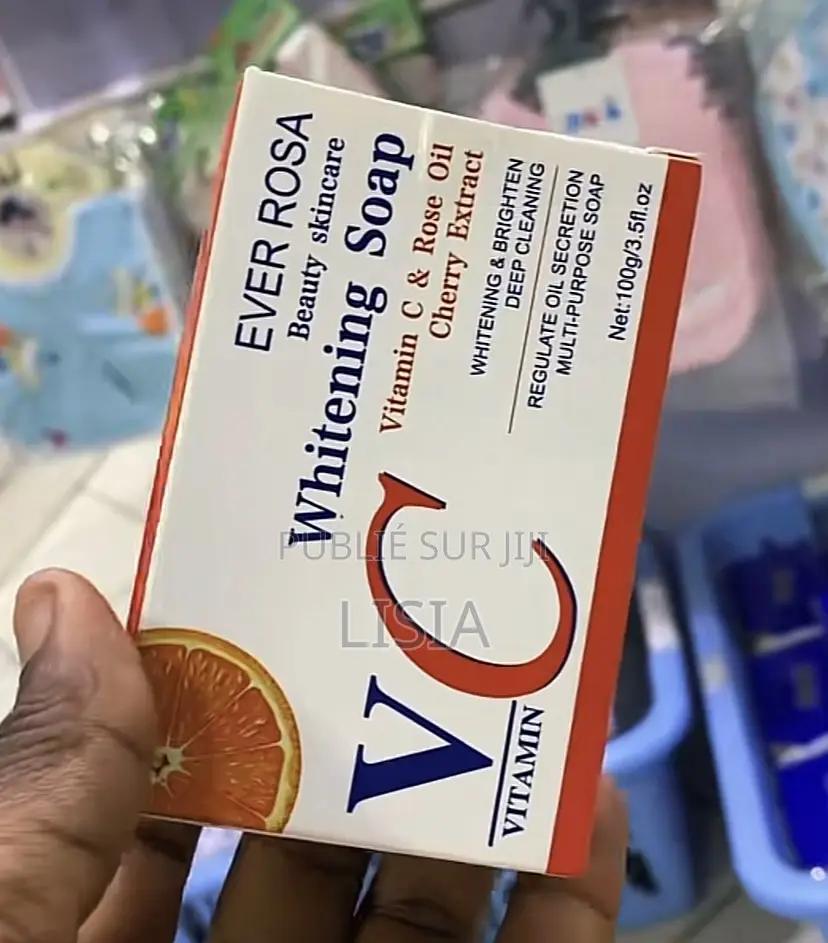 EVER ROSA
Beauty skincare
Whitening Soap
Vitamin C & Rose Oil
Cherry Extract
WHITENING & BRIGHTEN
DEEP CLEANING
REGULATE OIL SECRETION
MULTI-PURPOSE SOAP
Net:100g/3.5fl.oz
VC
VITAMIN
PUBLIÉ SUR JIJI
LISIA